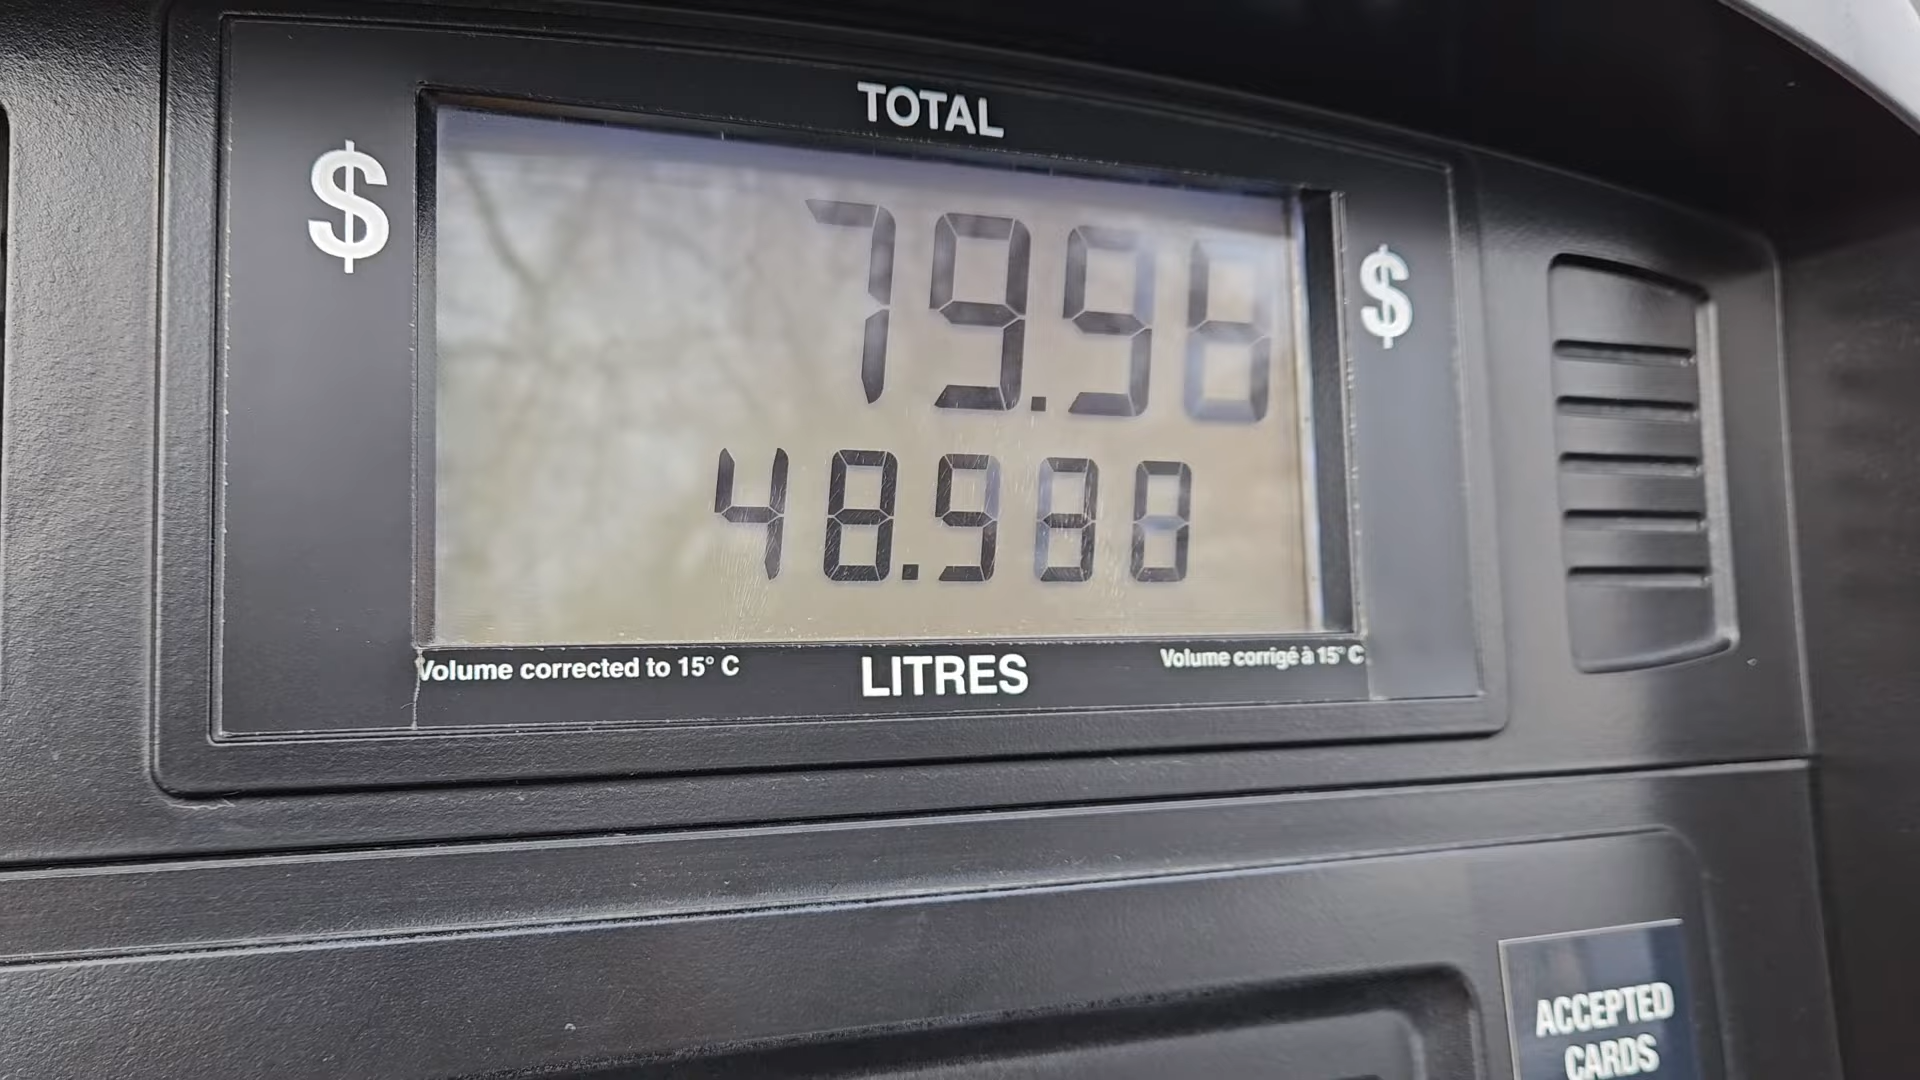 TOTAL
$ $
79.96
48.988
Volume corrected to 15° C LITRES Volume corrigé à 15° C
ACCEPTED
CARDS